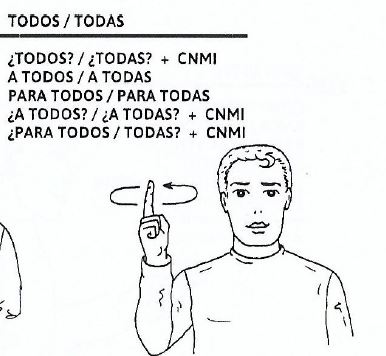 TODOS / TODAS
¿TODOS? / ¿TODAS? + CNMI
A TODOS / A TODAS
PARA TODOS / PARA TODAS
¿A TODOS? / ¿A TODAS? + CNMI
¿PARA TODOS / TODAS? + CNMI